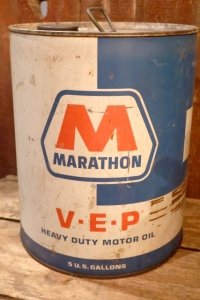 M
MARATHON
V-E-P
HEAVY DUTY MOTOR OIL
5 U.S. GALLONS